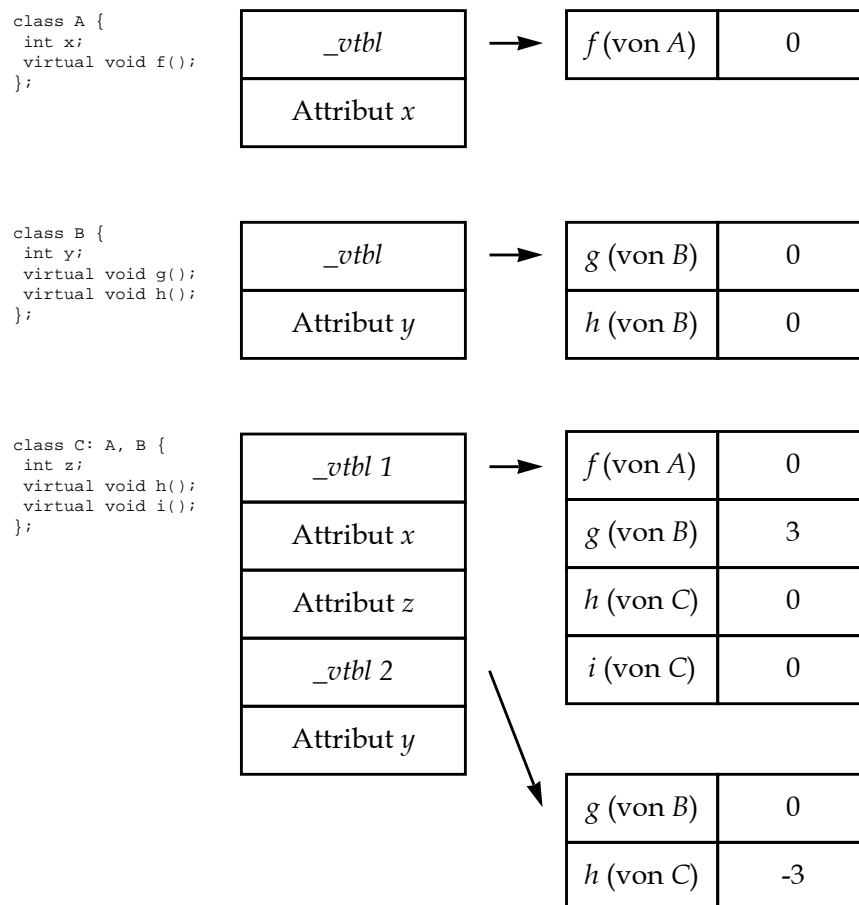 class A {
int x;
virtual void f();
};
_vtbl
f (von A) 0
Attribut x
class B {
int y;
virtual void g();
virtual void h();
};
_vtbl
g (von B) 0
Attribut y
h (von B) 0
class C: A, B {
int z;
virtual void h();
virtual void i();
};
_vtbl 1
f (von A) 0
Attribut x
g (von B) 3
Attribut z
h (von C) 0
_vtbl 2
i (von C) 0
Attribut y
g (von B) 0
h (von C) -3